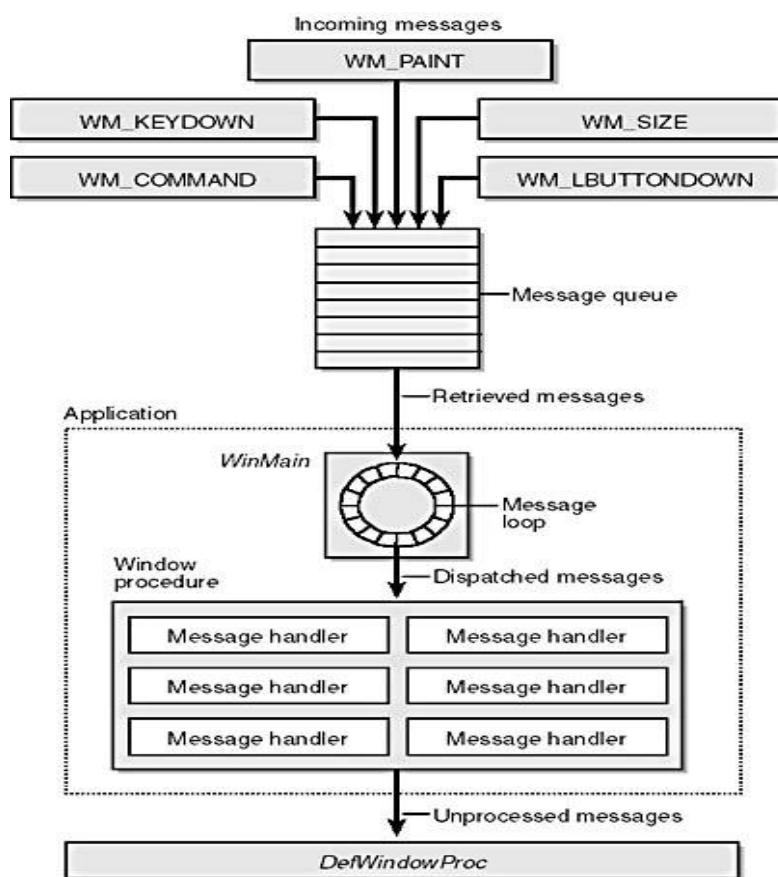 Incoming messages
WM_PAINT
WM_KEYDOWN
WM_SIZE
WM_COMMAND
WM_LBUTTONDOWN
Message queue
Retrieved messages
Application
WinMain
Message
loop
Window
procedure
Dispatched messages
Message handler
Message handler
Message handler
Message handler
Message handler
Message handler
Unprocessed messages
DefWindowProc